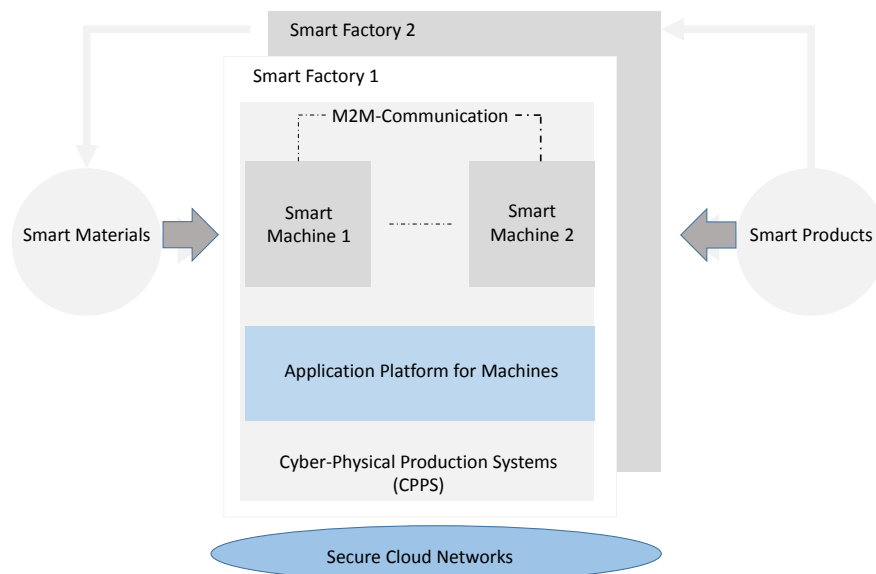 Smart Factory 2
Smart Factory 1
M2M-Communication
Smart
Machine 1
Smart
Machine 2
Smart Materials
Smart Products
Application Platform for Machines
Cyber-Physical Production Systems
(CPPS)
Secure Cloud Networks